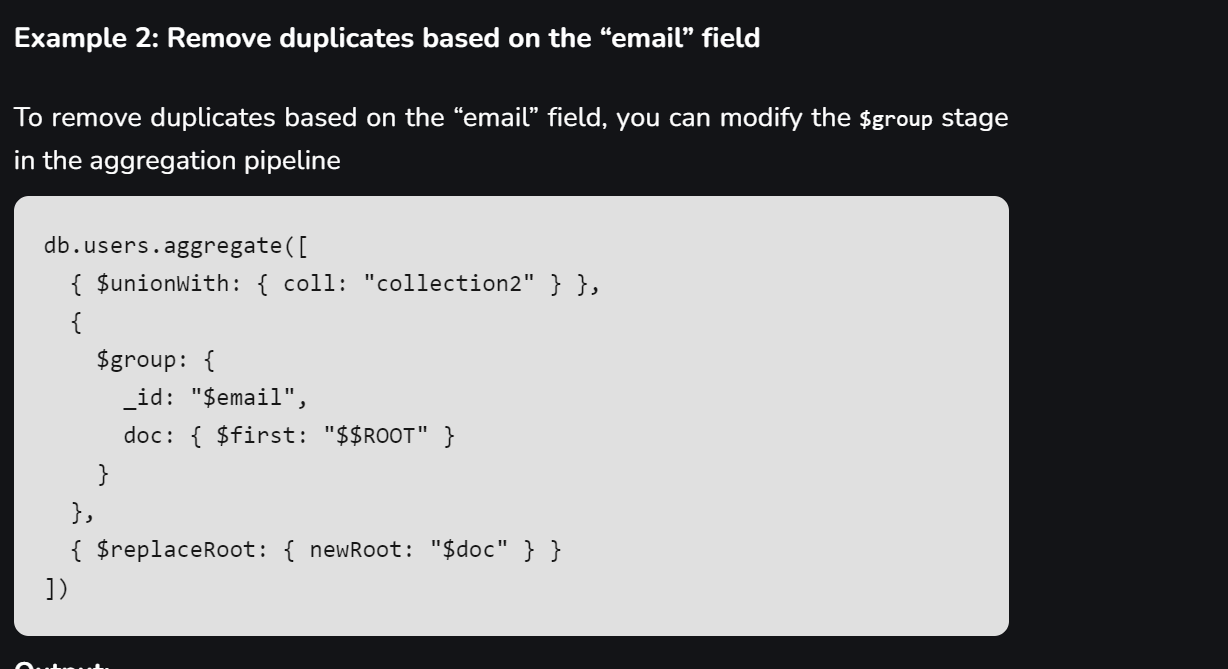 Example 2: Remove duplicates based on the “email” field
To remove duplicates based on the “email” field, you can modify the $group stage
in the aggregation pipeline
db.users.aggregate([
  { $unionWith: { coll: "collection2" } },
  {
    $group: {
      _id: "$email",
      doc: { $first: "$$ROOT" }
    }
  },
  { $replaceRoot: { newRoot: "$doc" } }
])
Output: